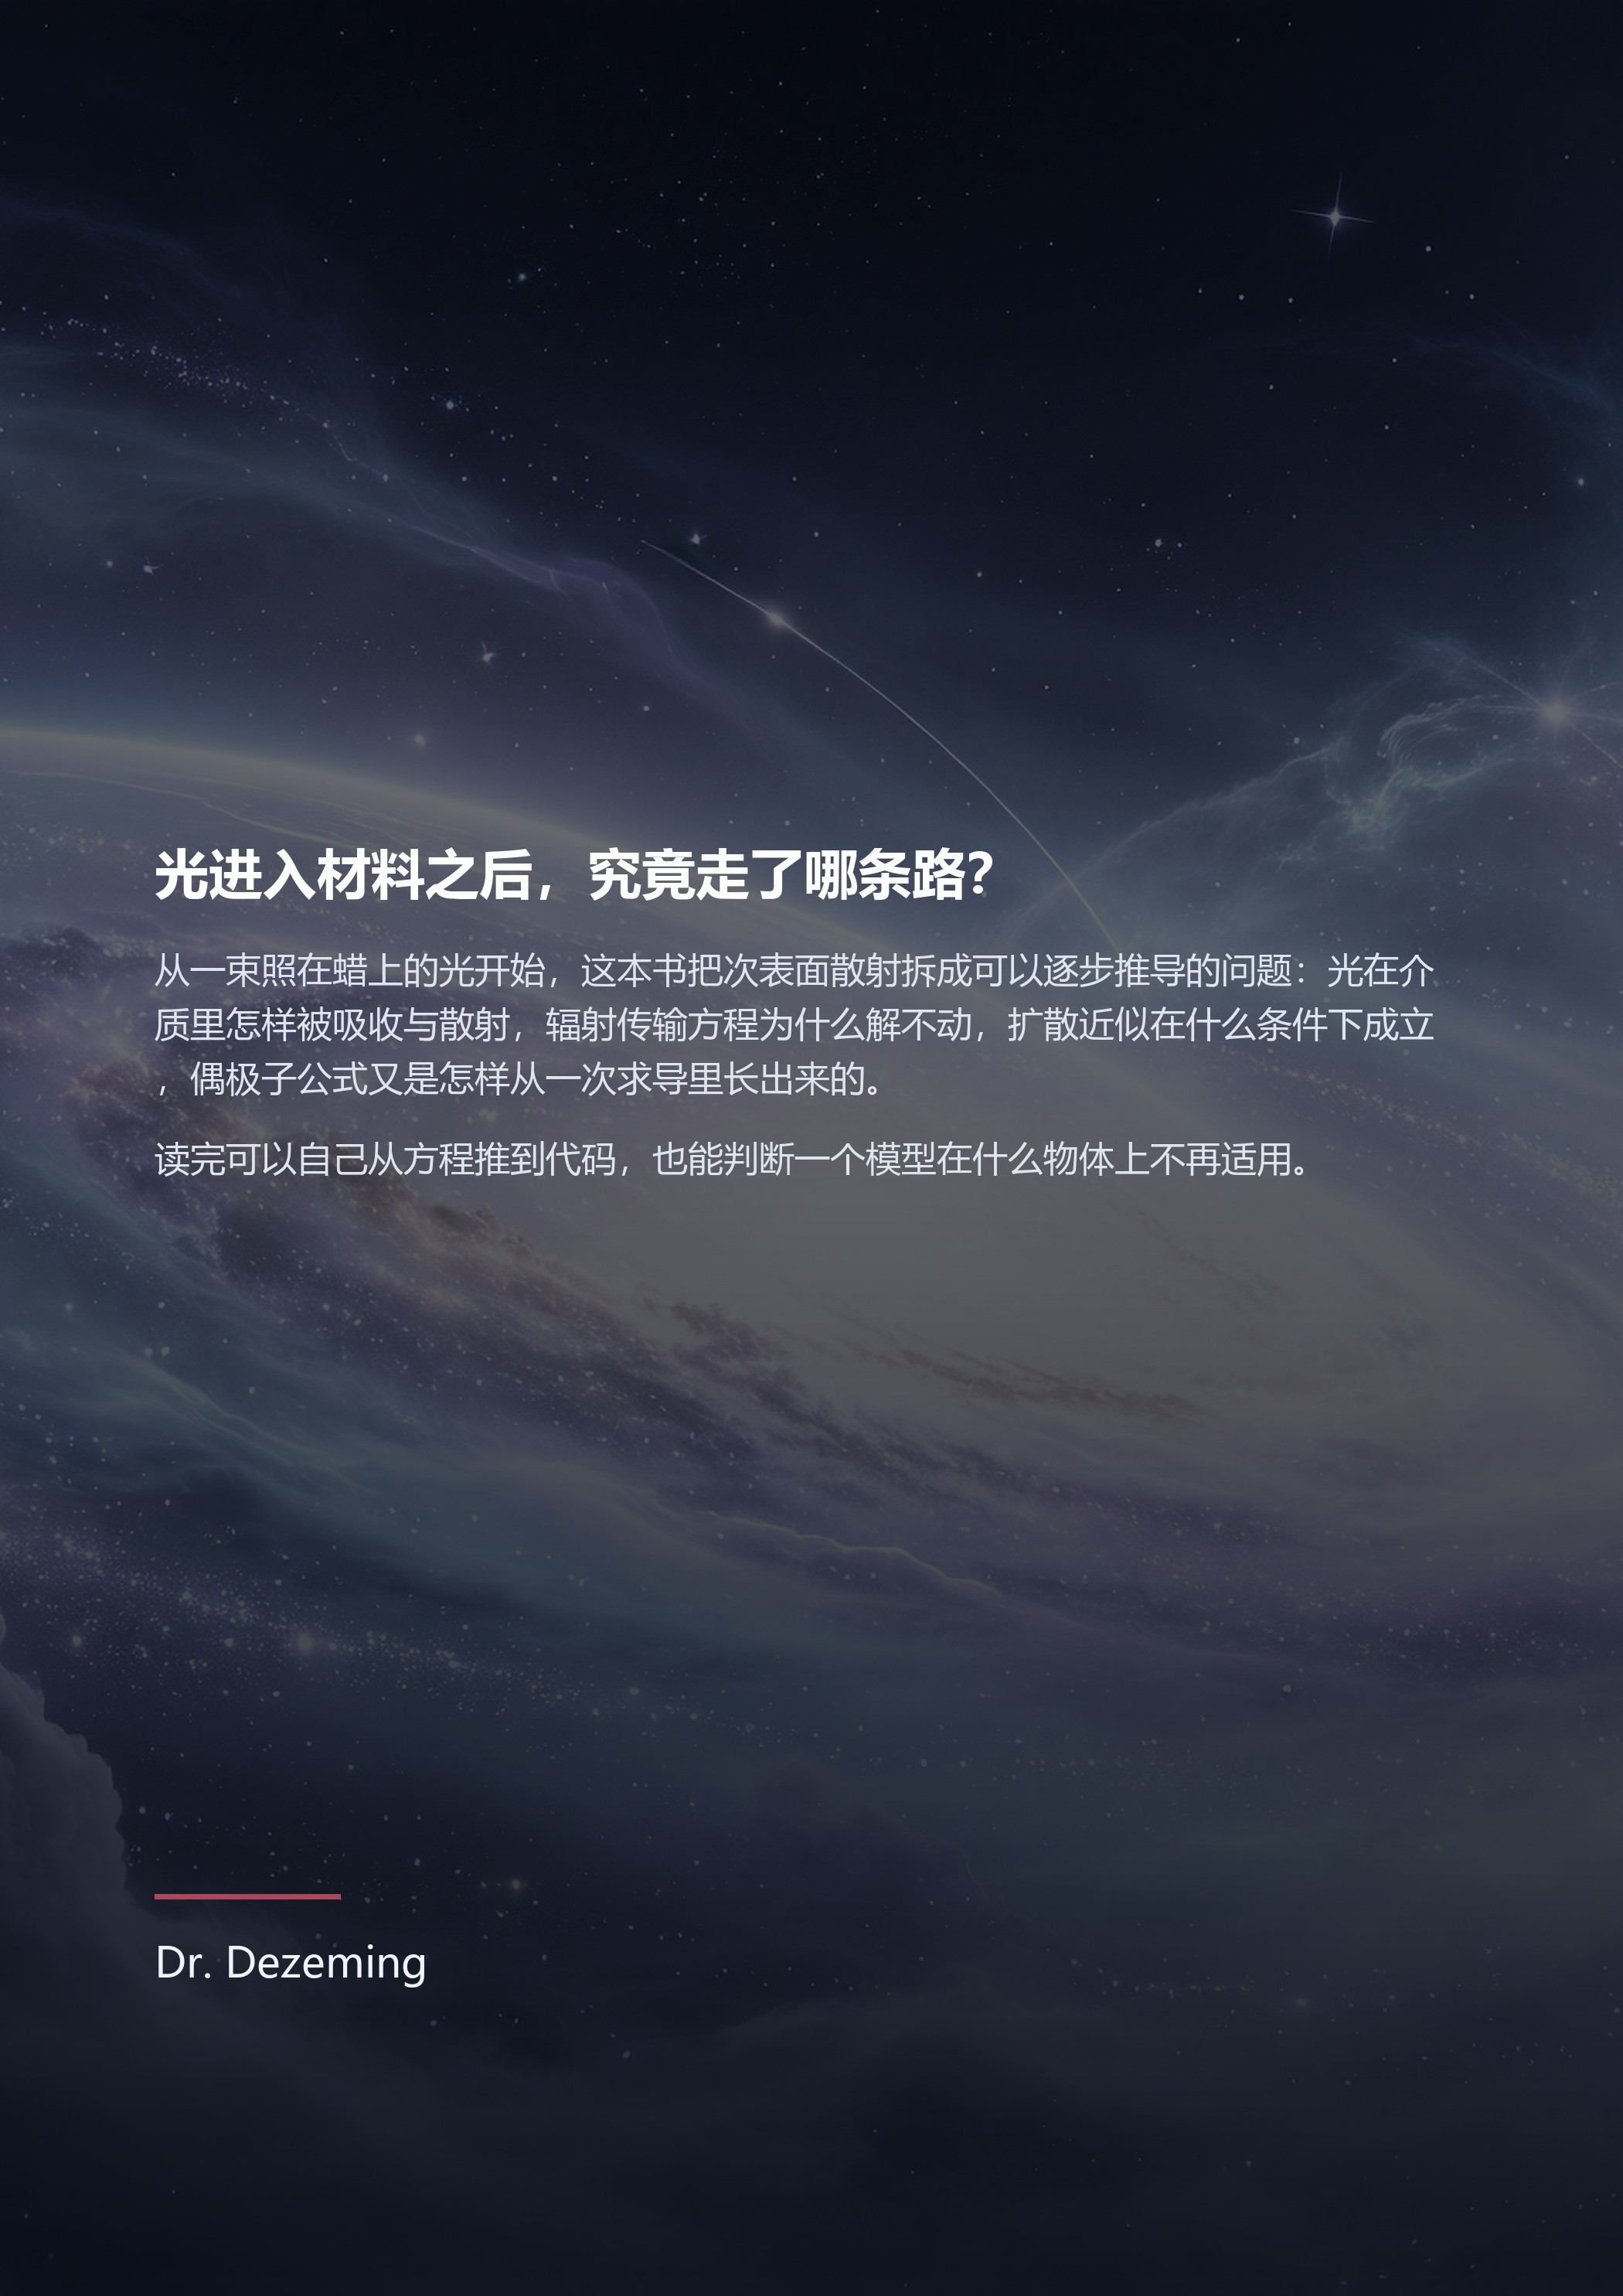 光进入材料之后，究竟走了哪条路？
从一束照在蜡上的光开始，这本书把次表面散射拆成可以逐步推导的问题：光在介
质里怎样被吸收与散射，辐射传输方程为什么解不动，扩散近似在什么条件下成立
，偶极子公式又是怎样从一次求导里长出来的。
读完可以自己从方程推到代码，也能判断一个模型在什么物体上不再适用。
Dr. Dezeming